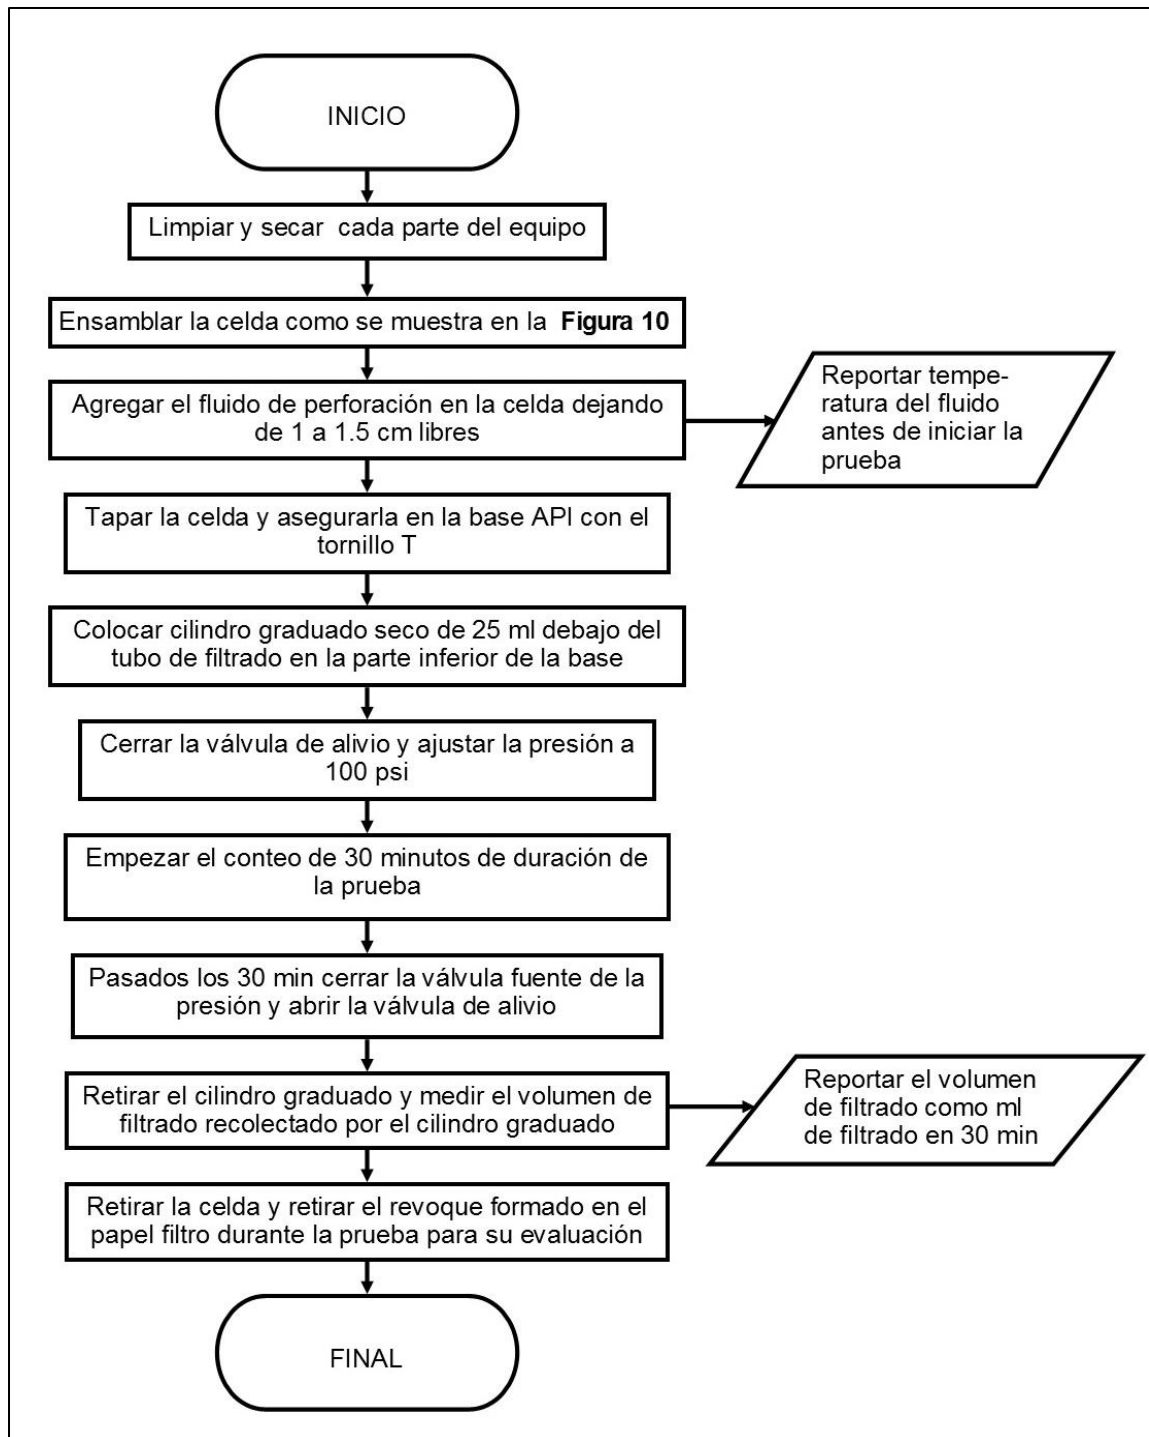 INICIO
Limpiar y secar  cada parte del equipo
Ensamblar la celda como se muestra en la  Figura 10
Agregar el fluido de perforación en la celda dejando
de 1 a 1.5 cm libres
Reportar tempe-
ratura del fluido
antes de iniciar la
prueba
Tapar la celda y asegurarla en la base API con el
tornillo T
Colocar cilindro graduado seco de 25 ml debajo del
tubo de filtrado en la parte inferior de la base
Cerrar la válvula de alivio y ajustar la presión a
100 psi
Empezar el conteo de 30 minutos de duración de
la prueba
Pasados los 30 min cerrar la válvula fuente de la
presión y abrir la válvula de alivio
Retirar el cilindro graduado y medir el volumen de
filtrado recolectado por el cilindro graduado
Reportar el volumen
de filtrado como ml
de filtrado en 30 min
Retirar la celda y retirar el revoque formado en el
papel filtro durante la prueba para su evaluación
FINAL